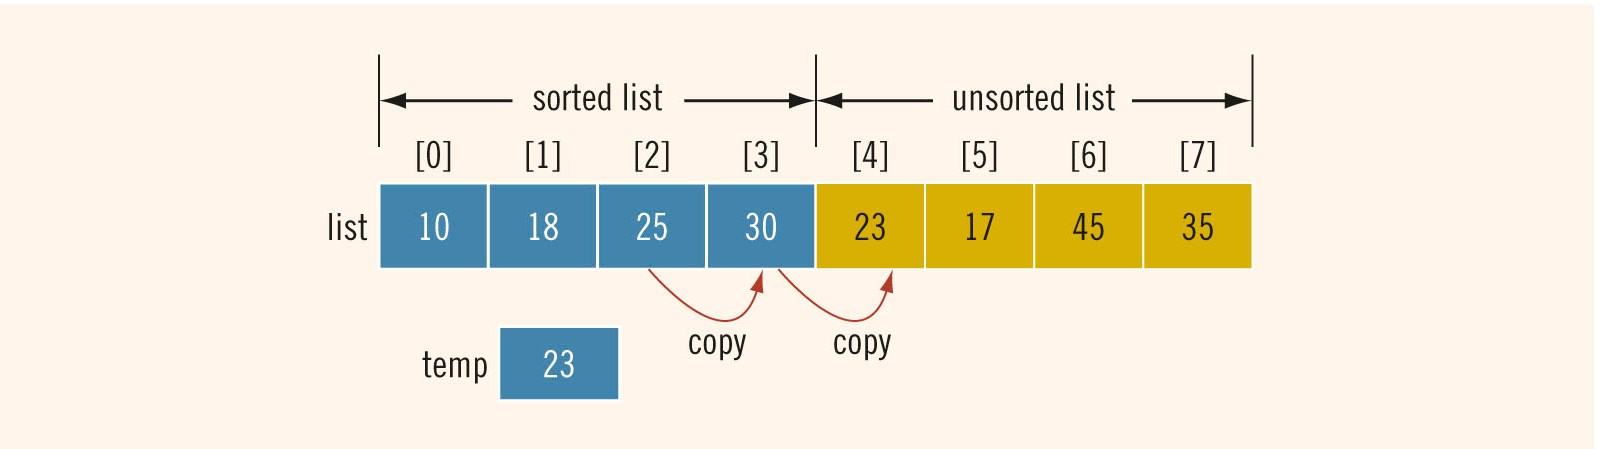 sorted list unsorted list
[0] [1] [2] [3] [4] [5] [6] [7]
list 10 18 25 30 23 17 45 35
copy copy
temp 23